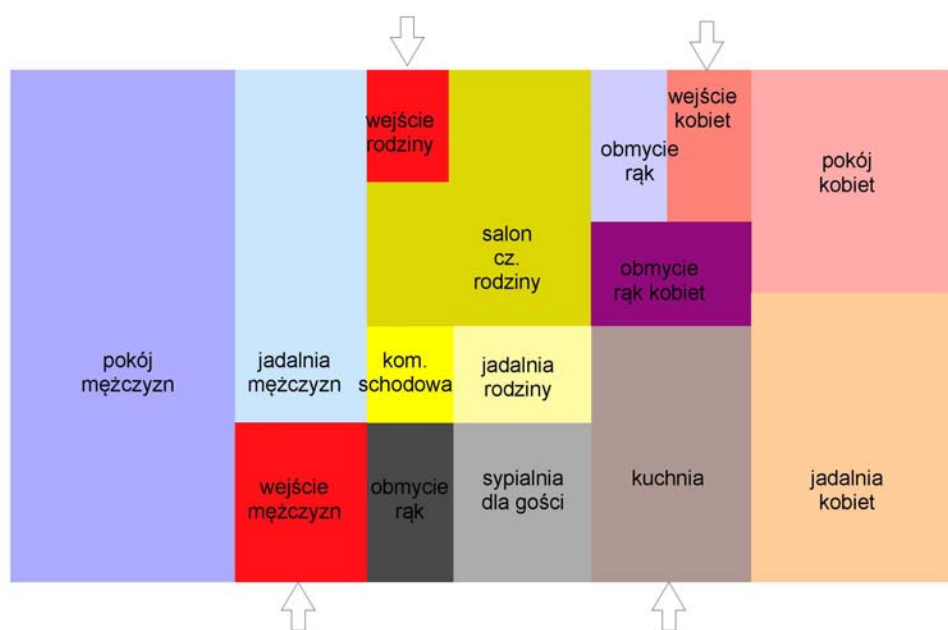 wejście
rodziny
wejście
kobiet
obmycie
rąk
pokój
kobiet
salon
cz.
rodziny
obmycie
rąk kobiet
pokój
mężczyzn
jadalnia
mężczyzn
kom.
schodowa
jadalnia
rodziny
wejście
mężczyzn
obmycie
rąk
sypialnia
dla gości
kuchnia
jadalnia
kobiet